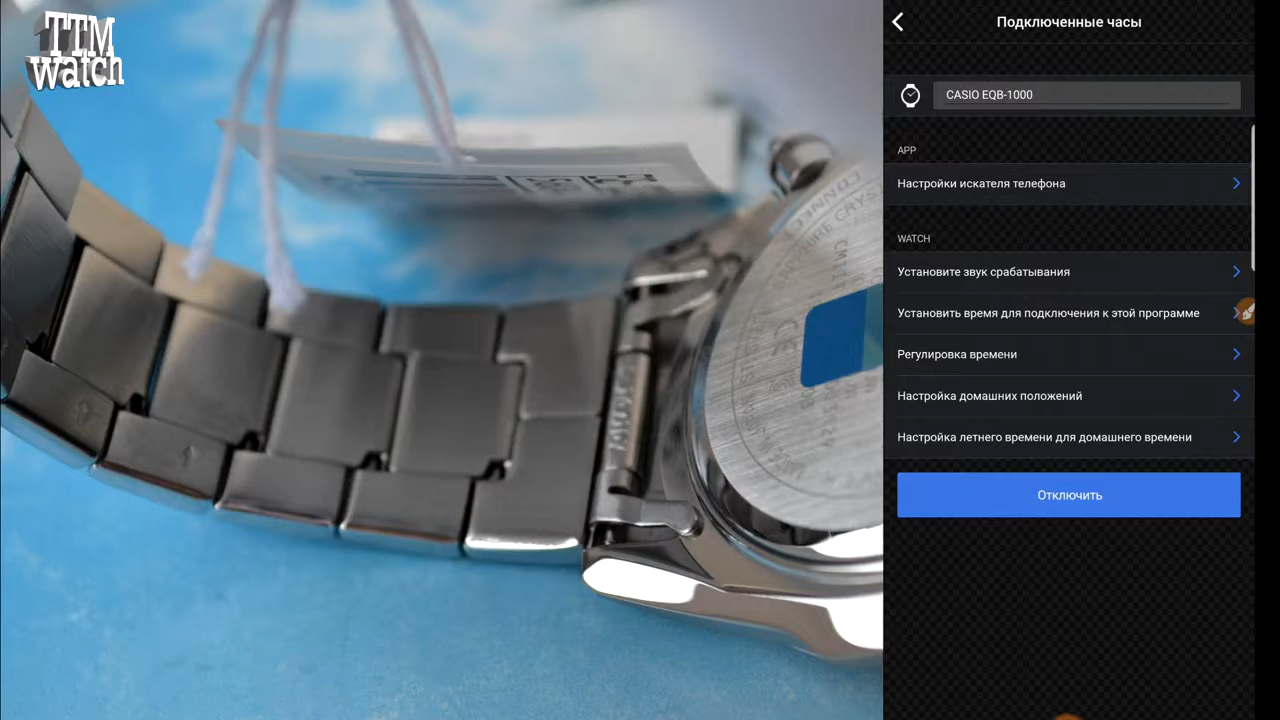 TTM
watch
Подключенные часы
CASIO EQB-1000
APP
Настройки искателя телефона
WATCH
Установите звук срабатывания
Установить время для подключения к этой программе
Регулировка времени
Настройка домашних положений
Настройка летнего времени для домашнего времени
Отключить